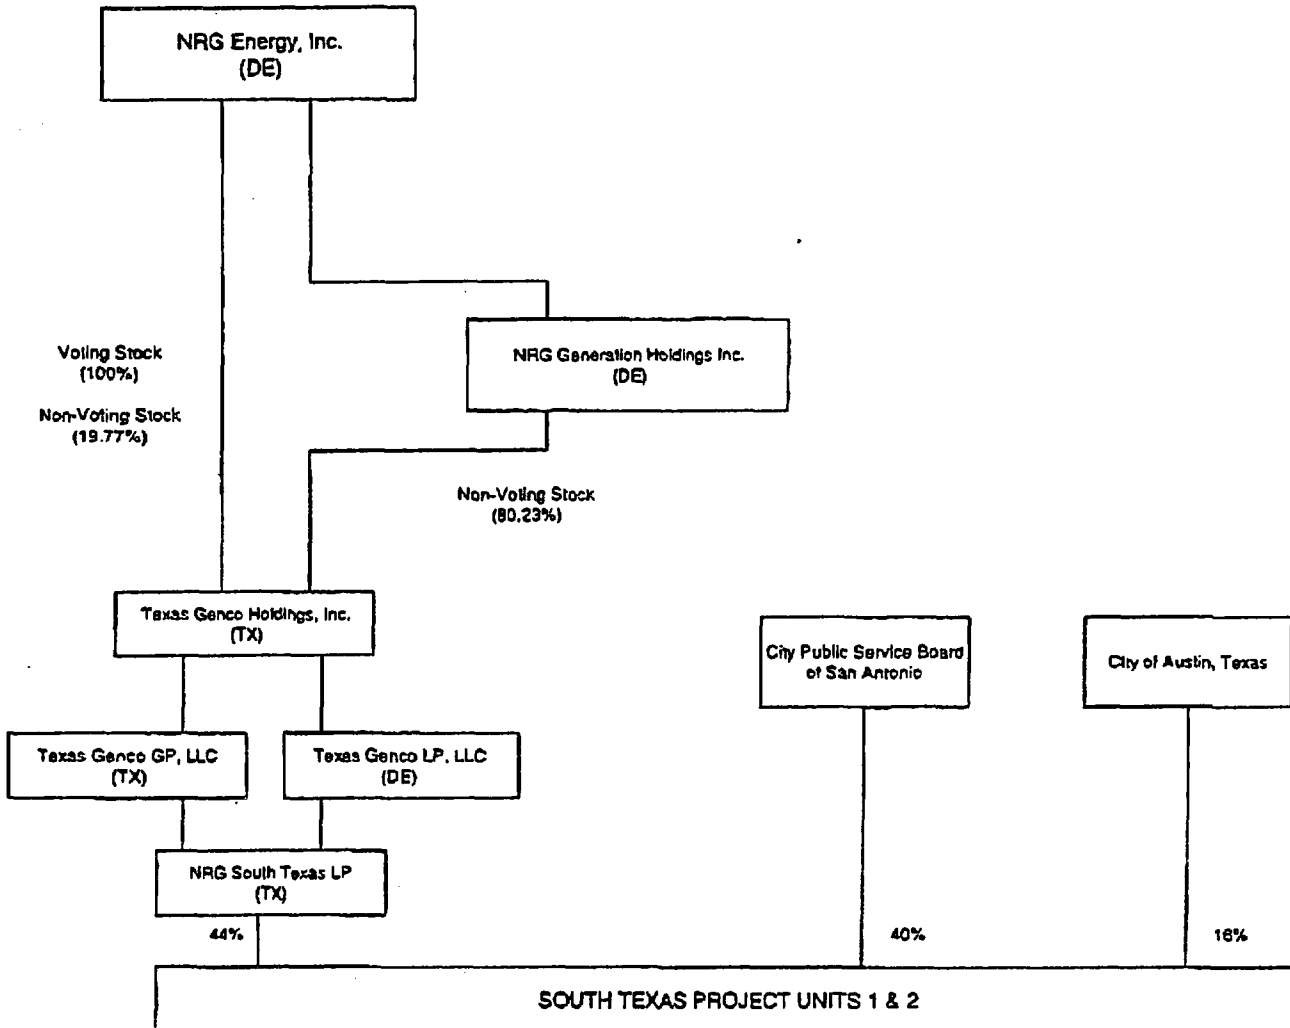 NRG Energy, Inc.
(DE)
Voting Stock
(100%)
Non-Voting Stock
(19.77%)
NRG Generation Holdings Inc.
(DE)
Non-Voting Stock
(80.23%)
Texas Genco Holdings, Inc.
(TX)
City Public Service Board
of San Antonio
City of Austin, Texas
Texas Genco GP, LLC
(TX)
Texas Genco LP, LLC
(DE)
NRG South Texas LP
(TX)
44%
40%
16%
SOUTH TEXAS PROJECT UNITS 1 & 2